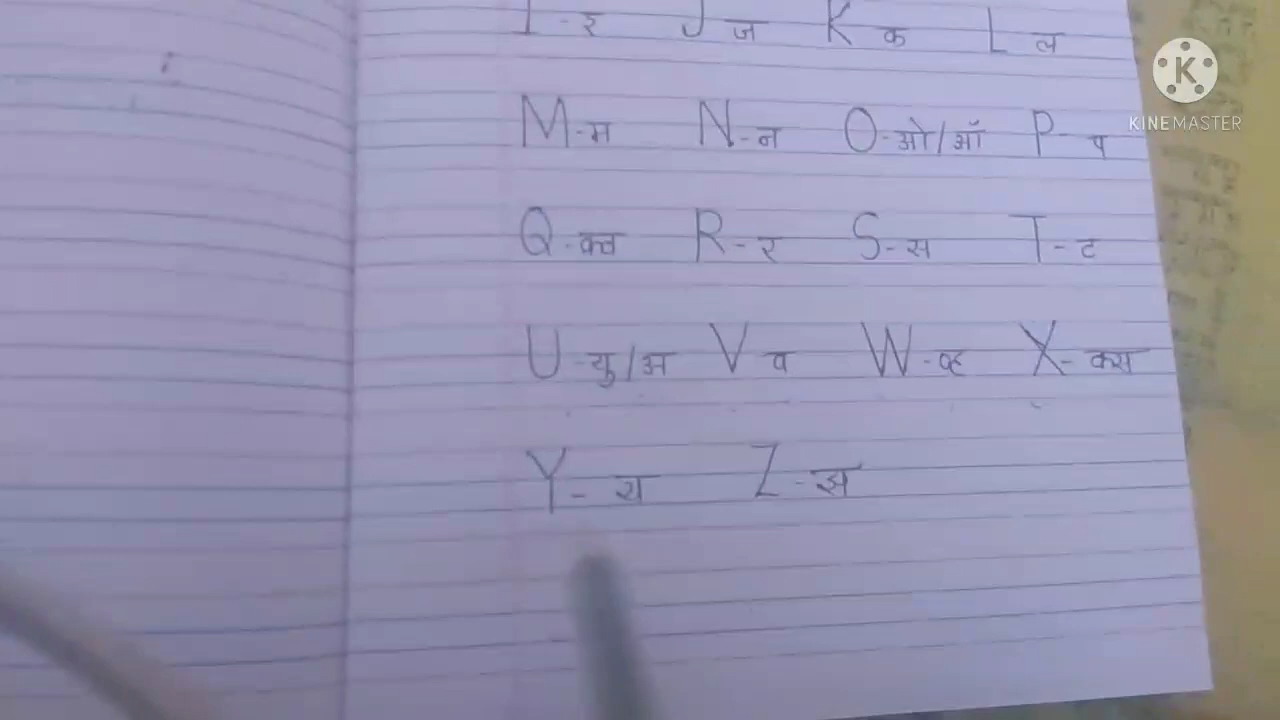 I - इ J ज K क L ल
M - म N - न O - ओ/ऑ P - प
Q - क्व R - र S - स T - ट
U - यु/अ V व W - व्ह X - क्स
Y - य Z - झ
KINEMASTER